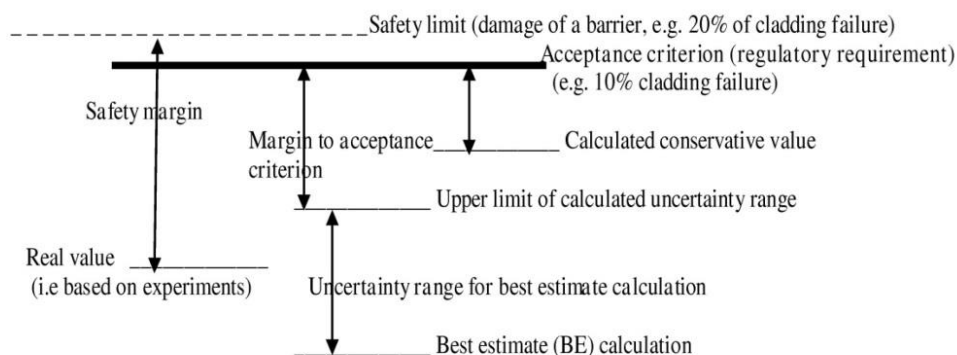 Safety limit (damage of a barrier, e.g. 20% of cladding failure)
Acceptance criterion (regulatory requirement)
(e.g. 10% cladding failure)
Safety margin
Margin to acceptance
criterion
Calculated conservative value
Upper limit of calculated uncertainty range
Real value
(i.e based on experiments)
Uncertainty range for best estimate calculation
Best estimate (BE) calculation